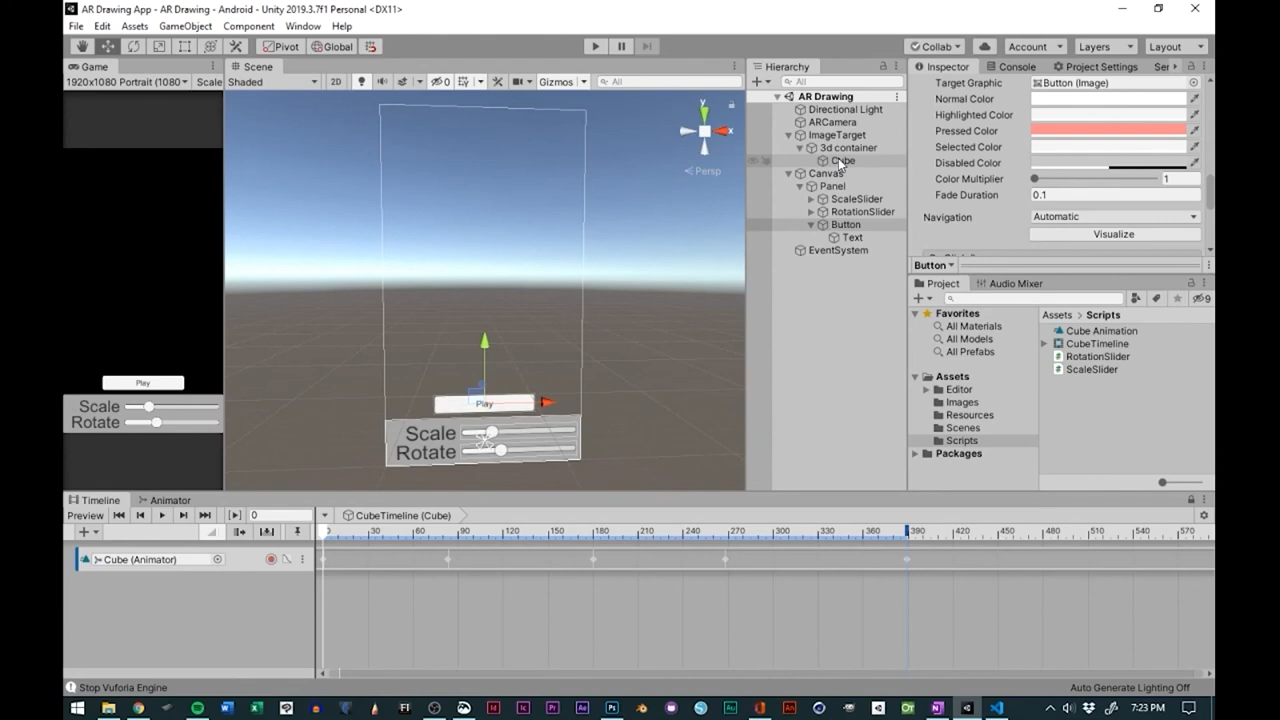 AR Drawing App - AR Drawing - Android - Unity 2019.3.7f1 Personal <DX11>
File Edit Assets GameObject Component Window Help
Pivot Global Collab Account Layers Layout
Game Scene Hierarchy Inspector Console Project Settings Ser
1920x1080 Portrait (1080 Scale Shaded 2D 0 Gizmos All All
AR Drawing
Directional Light
ARCamera
ImageTarget
3d container
Cube
Canvas
Panel
ScaleSlider
RotationSlider
Button
Text
EventSystem
y
x
Persp
Play
Scale
Rotate
Play
Scale
Rotate
Target Graphic Button (Image)
Normal Color
Highlighted Color
Pressed Color
Selected Color
Disabled Color
Color Multiplier 1
Fade Duration 0.1
Navigation Automatic
Visualize
Button
Project Audio Mixer
9
Favorites
All Materials
All Models
All Prefabs
Assets
Editor
Images
Resources
Scenes
Scripts
Packages
Assets > Scripts
Cube Animation
CubeTimeline
RotationSlider
ScaleSlider
Timeline Animator
Preview 0 CubeTimeline (Cube)
0 30 60 90 120 150 180 210 240 270 300 330 360 390 420 450 480 510 540 570
Cube (Animator)
Stop Vuforia Engine Auto Generate Lighting Off
7:23 PM